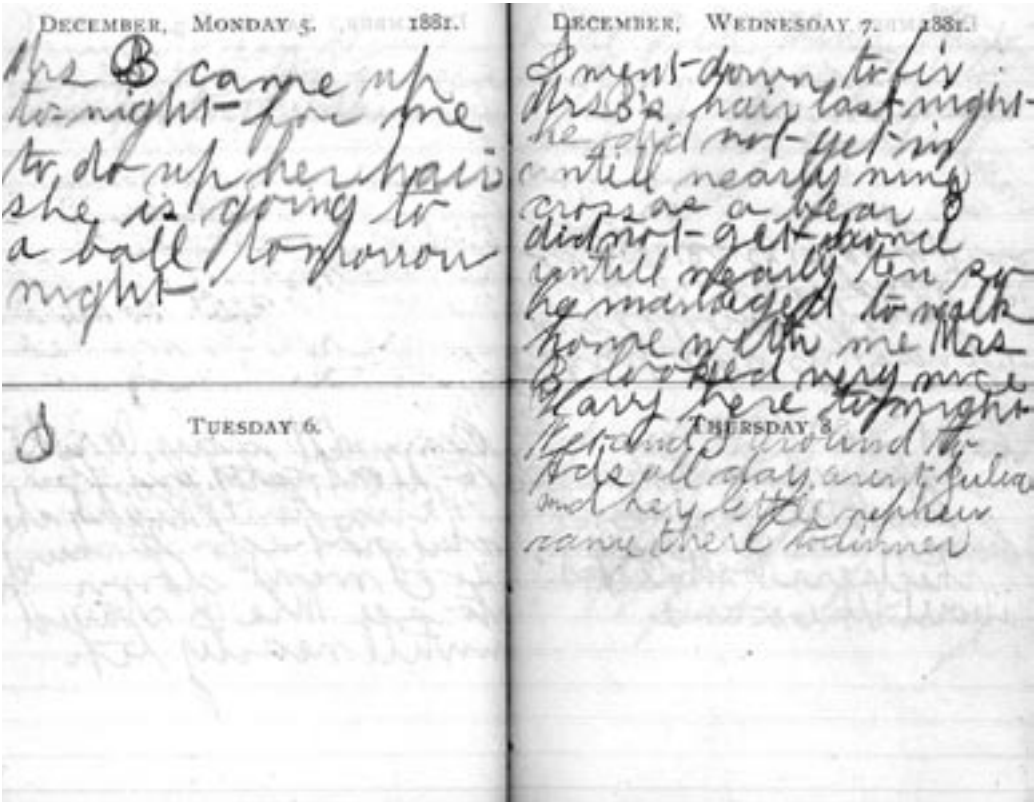 DECEMBER, MONDAY 5. 1881.
Mrs B came up
to-night for me
to do up her hair
she is going to
a ball tomorrow
night
TUESDAY 6.
I
DECEMBER, WEDNESDAY 7. 1881.
I went down to fix
Mrs B's hair last night
he did not get in
untill nearly nine
cross as a bear I
did not get done
untill nearly ten so
he managed to walk
home with me Mrs
B looked very nice
here tonight
THURSDAY 8
and I around to
Ads all day aunt Julia
and her little nephew
came there to dinner